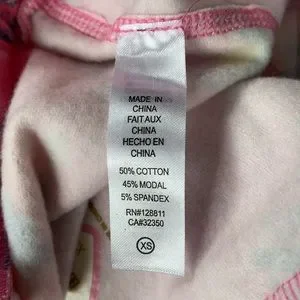 MADE IN
CHINA
FAIT AUX
CHINA
HECHO EN
CHINA
50% COTTON
45% MODAL
5% SPANDEX
RN#128811
CA#32350
XS